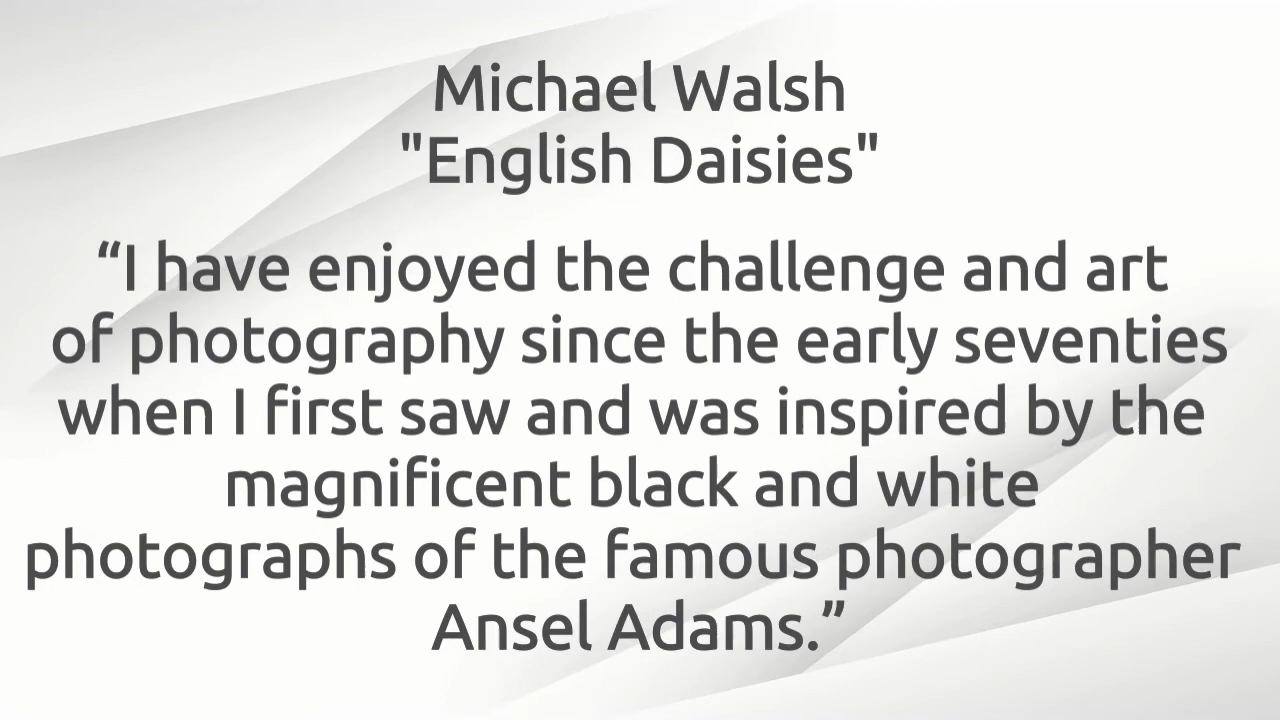 Michael Walsh
"English Daisies"
“I have enjoyed the challenge and art
of photography since the early seventies
when I first saw and was inspired by the
magnificent black and white
photographs of the famous photographer
Ansel Adams.”